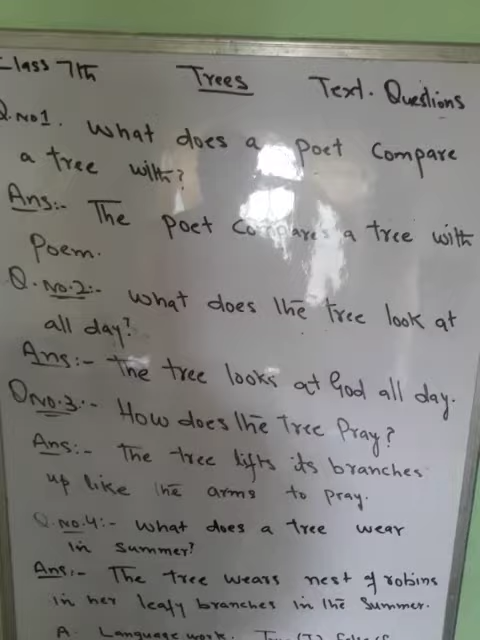 Class 7th Trees Text. Questions
Q.No1. What does a poet compare
a tree with?
Ans:- The poet compares a tree with
Poem.
Q.No.2:- What does the tree look at
all day?
Ans:- The tree looks at God all day.
QNo.3:- How does the tree Pray?
Ans:- The tree lifts its branches
up like the arms to pray.
Q.No.4:- What does a tree wear
in summer?
Ans:- The tree wears nest of robins
in her leafy branches in the summer.
A. Language work.